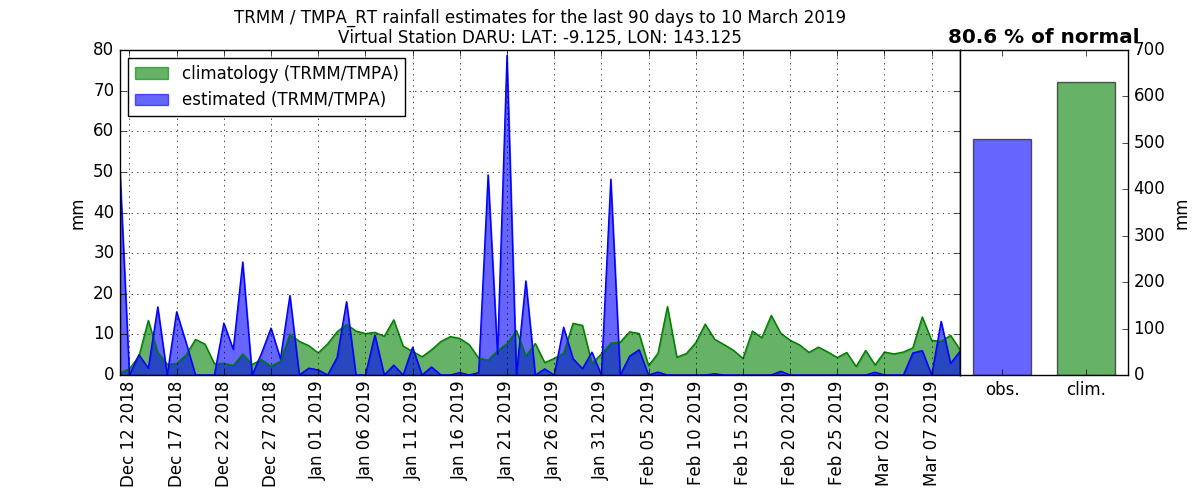 TRMM / TMPA_RT rainfall estimates for the last 90 days to 10 March 2019
Virtual Station DARU: LAT: -9.125, LON: 143.125
80.6 % of normal
climatology (TRMM/TMPA)
estimated (TRMM/TMPA)
80
70
60
50
40
30
20
10
0
mm
Dec 12 2018
Dec 17 2018
Dec 22 2018
Dec 27 2018
Jan 01 2019
Jan 06 2019
Jan 11 2019
Jan 16 2019
Jan 21 2019
Jan 26 2019
Jan 31 2019
Feb 05 2019
Feb 10 2019
Feb 15 2019
Feb 20 2019
Feb 25 2019
Mar 02 2019
Mar 07 2019
obs.
clim.
700
600
500
400
300
200
100
0
mm